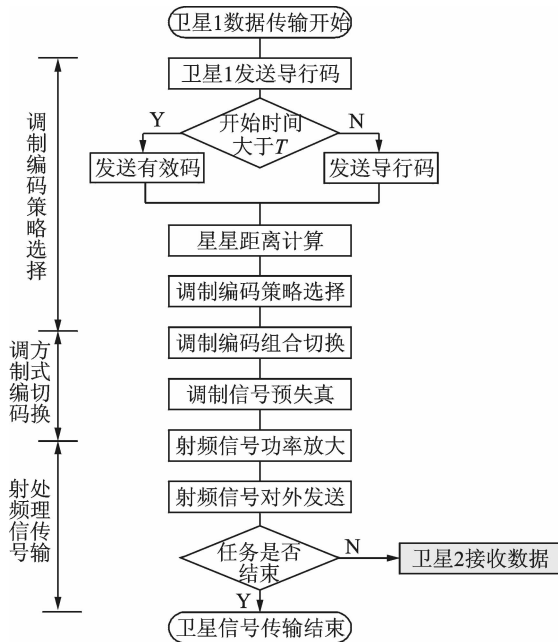 卫星1数据传输开始
卫星1发送导行码
Y
开始时间
大于T
N
发送有效码
发送导行码
星星距离计算
调制编码策略选择
调制编码组合切换
调制信号预失真
射频信号功率放大
射频信号对外发送
任务是否
结束
N
卫星2接收数据
Y
卫星信号传输结束
调制编码策略选择
调制编码
方式切换
射频信号
处理传输